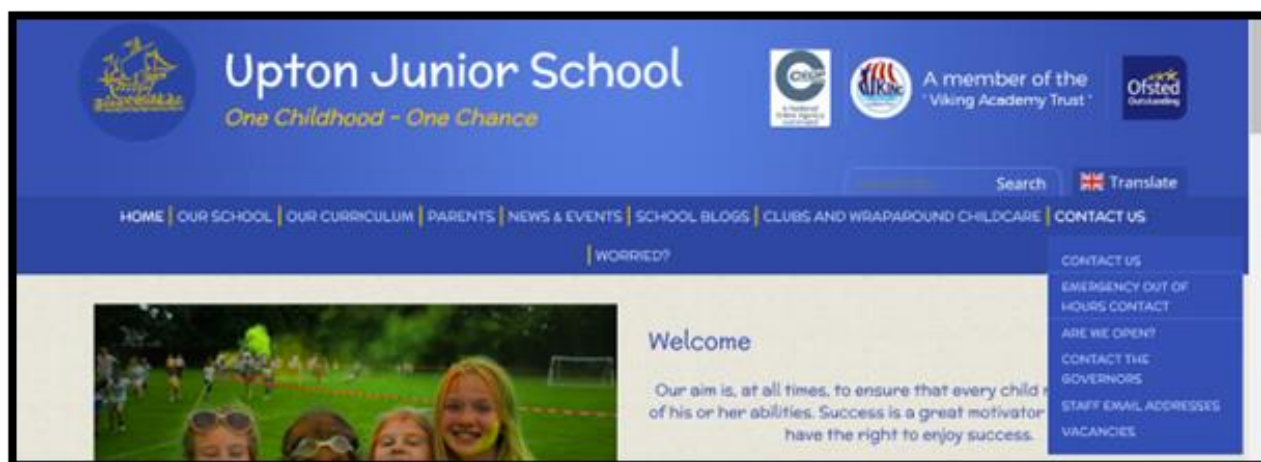 Upton Junior School
One Childhood - One Chance
CEOP
VIKING
A member of the
' Viking Academy Trust '
Ofsted
Outstanding
Search
Translate
HOME | OUR SCHOOL | OUR CURRICULUM | PARENTS | NEWS & EVENTS | SCHOOL BLOGS | CLUBS AND WRAPAROUND CHILDCARE | CONTACT US
| WORRIED?
CONTACT US
EMERGENCY OUT OF
HOURS CONTACT
ARE WE OPEN?
CONTACT THE
GOVERNORS
STAFF EMAIL ADDRESSES
VACANCIES
Welcome
Our aim is, at all times, to ensure that every child
of his or her abilities. Success is a great motivator
have the right to enjoy success.